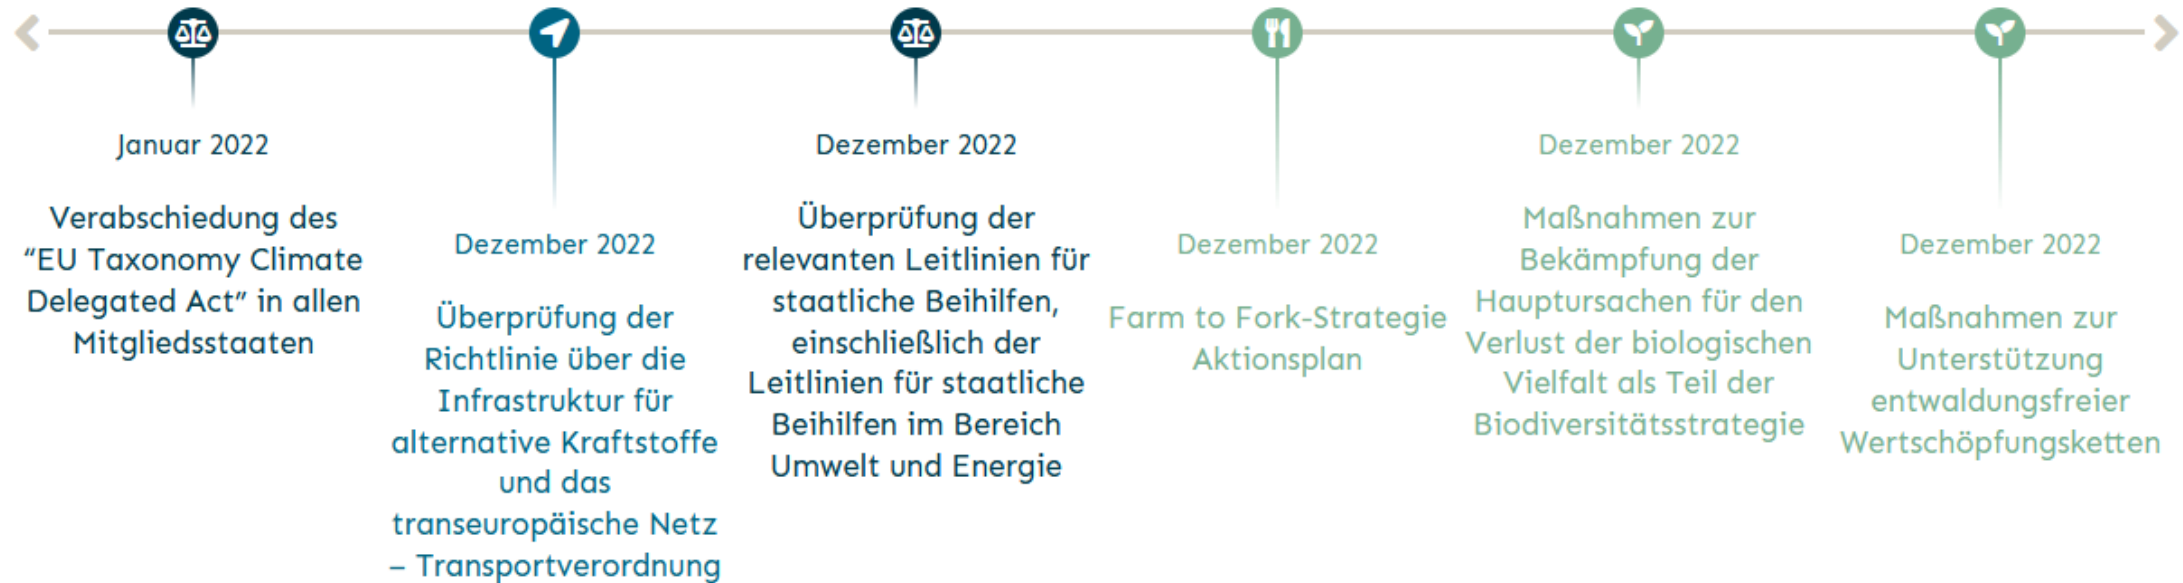 Januar 2022
Verabschiedung des
“EU Taxonomy Climate
Delegated Act” in allen
Mitgliedsstaaten
Dezember 2022
Überprüfung der
Richtlinie über die
Infrastruktur für
alternative Kraftstoffe
und das
transeuropäische Netz
– Transportverordnung
Dezember 2022
Überprüfung der
relevanten Leitlinien für
staatliche Beihilfen,
einschließlich der
Leitlinien für staatliche
Beihilfen im Bereich
Umwelt und Energie
Dezember 2022
Farm to Fork-Strategie
Aktionsplan
Dezember 2022
Maßnahmen zur
Bekämpfung der
Hauptursachen für den
Verlust der biologischen
Vielfalt als Teil der
Biodiversitätsstrategie
Dezember 2022
Maßnahmen zur
Unterstützung
entwaldungsfreier
Wertschöpfungsketten